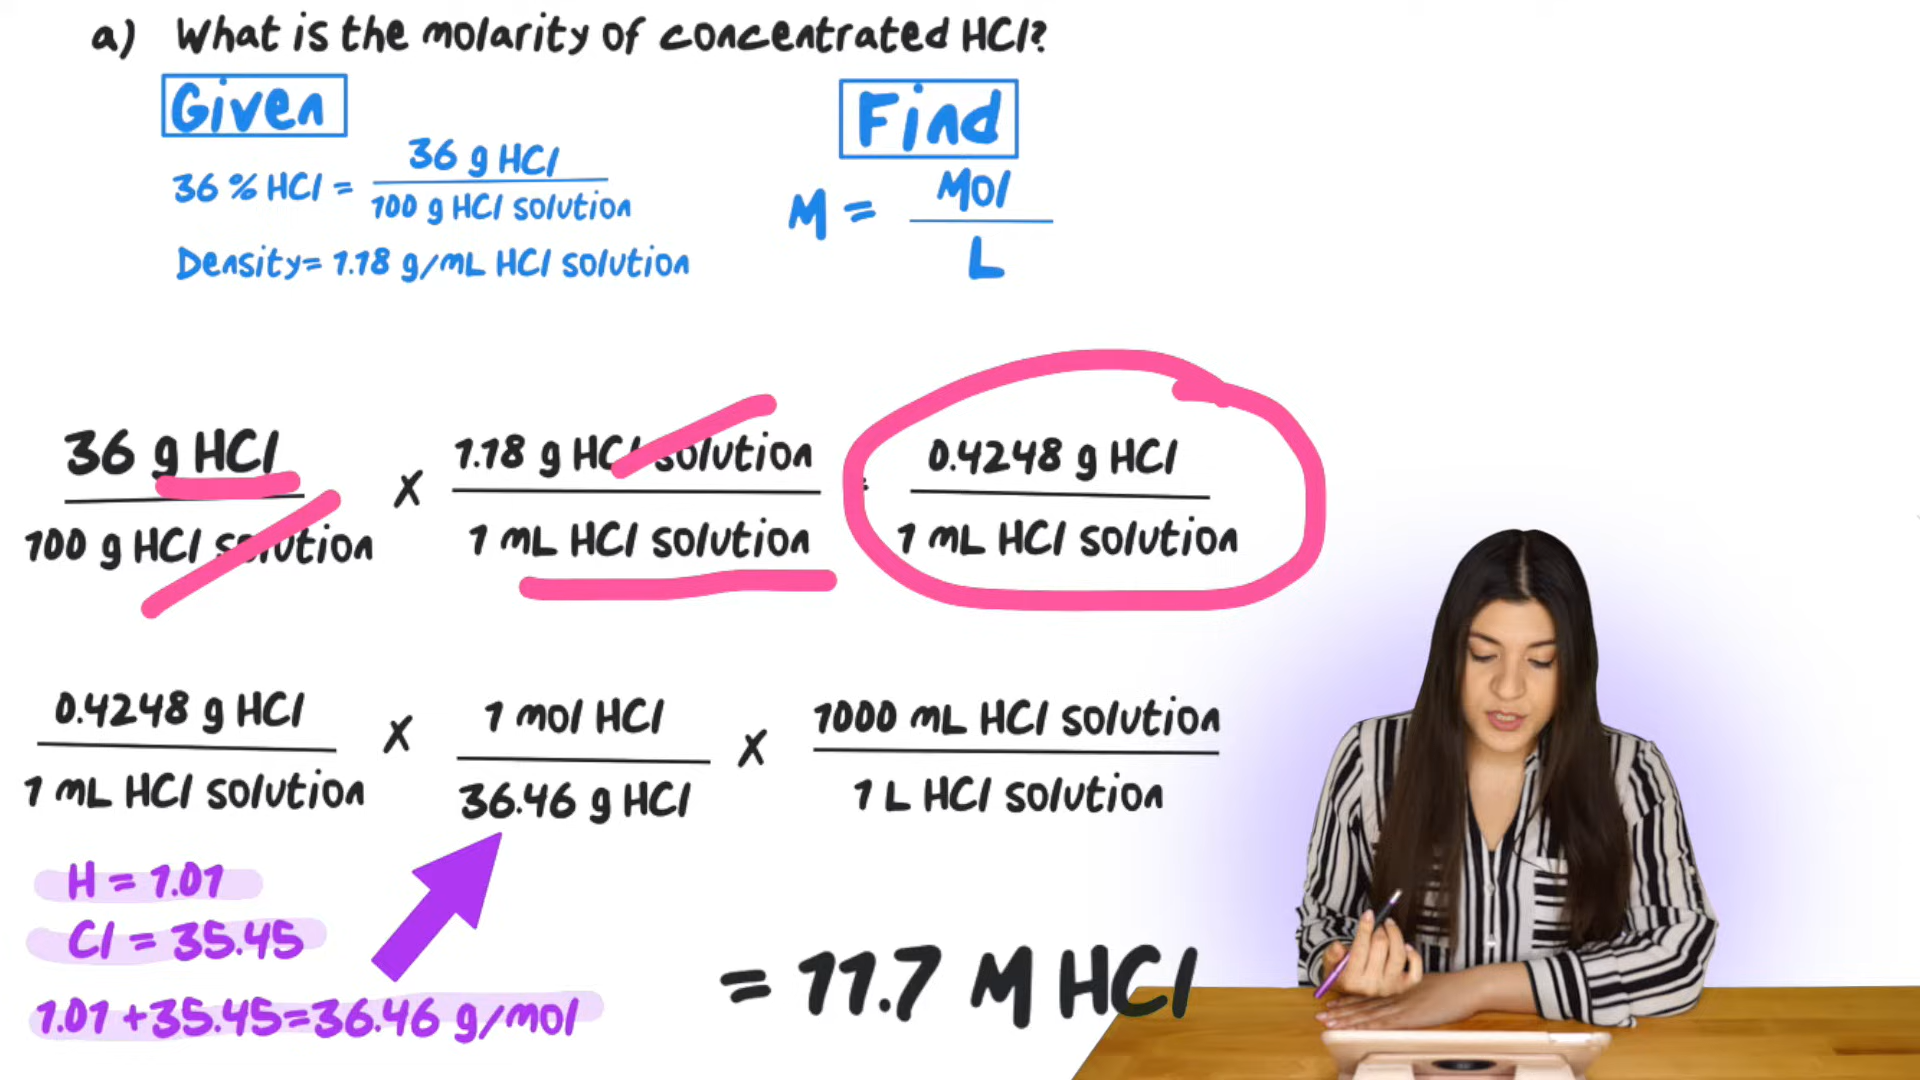 a) What is the molarity of concentrated HCl?
Given
Find
36 % HCl = 36 g HCl / 100 g HCl solution
Density= 1.18 g/mL HCl solution
M = Mol / L
36 g HCl / 100 g HCl solution x 1.18 g HCl solution / 1 mL HCl solution = 0.4248 g HCl / 1 mL HCl solution
0.4248 g HCl / 1 mL HCl solution x 1 mol HCl / 36.46 g HCl x 1000 mL HCl solution / 1 L HCl solution
H = 1.01
Cl = 35.45
1.01 +35.45=36.46 g/mol
= 11.7 M HCl